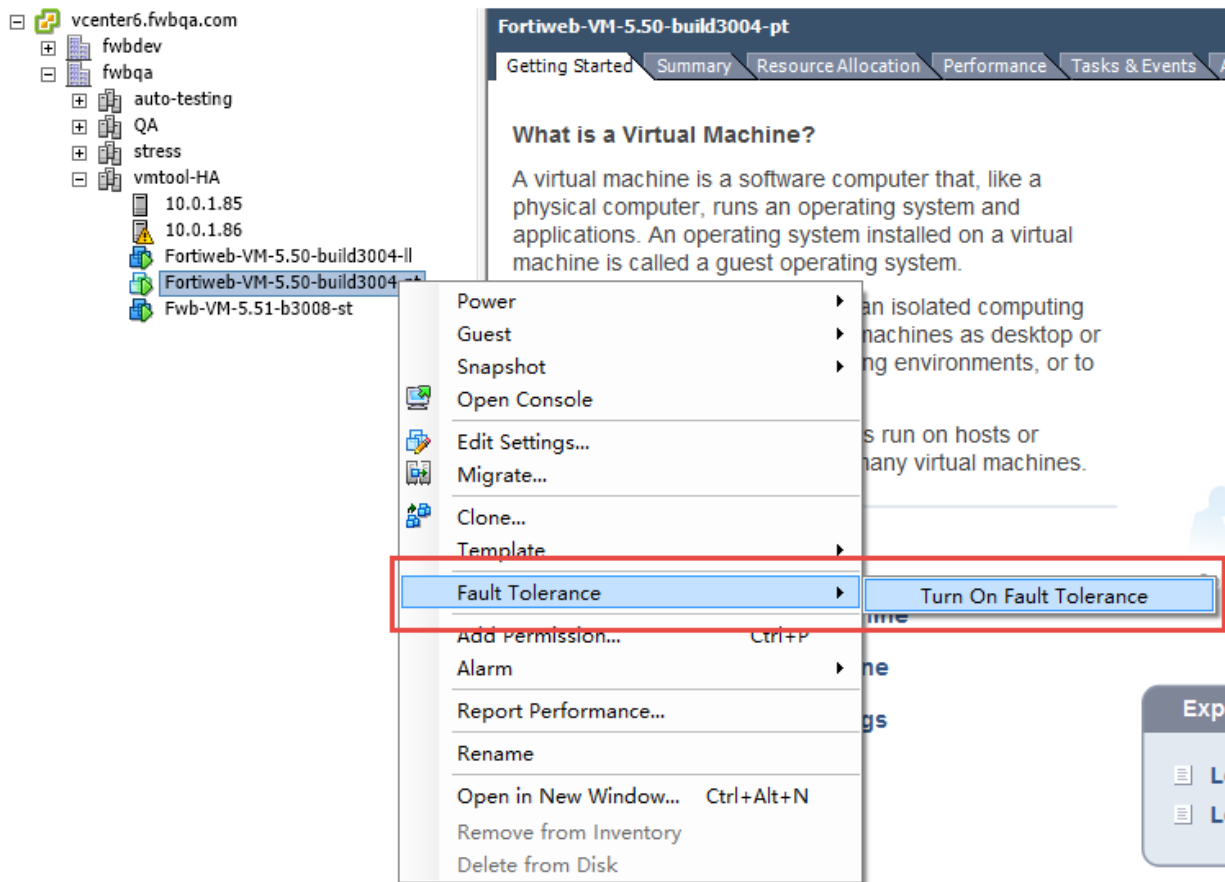 vcenter6.fwbqa.com
fwbdev
fwbqa
auto-testing
QA
stress
vmtool-HA
10.0.1.85
10.0.1.86
Fortiweb-VM-5.50-build3004-ll
Fortiweb-VM-5.50-build3004-pt
Fwb-VM-5.51-b3008-st
Fortiweb-VM-5.50-build3004-pt
Getting Started Summary Resource Allocation Performance Tasks & Events
What is a Virtual Machine?
A virtual machine is a software computer that, like a
physical computer, runs an operating system and
applications. An operating system installed on a virtual
machine is called a guest operating system.
an isolated computing
machines as desktop or
environments, or to
run on hosts or
many virtual machines.
Power
Guest
Snapshot
Open Console
Edit Settings...
Migrate...
Clone...
Template
Fault Tolerance
Turn On Fault Tolerance
Add Permission... Ctrl+P
Alarm
Report Performance...
Rename
Open in New Window... Ctrl+Alt+N
Remove from Inventory
Delete from Disk